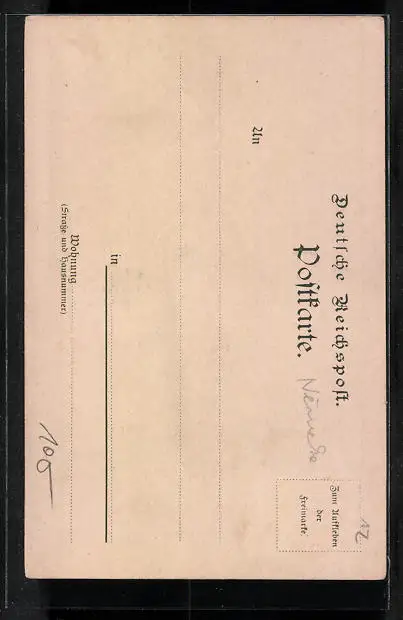 Deutsche Reichspost.
Postkarte.
Zum Aufkleben
der
Freimarke.
An
in
Wohnung
(Straße und Hausnummer)
100